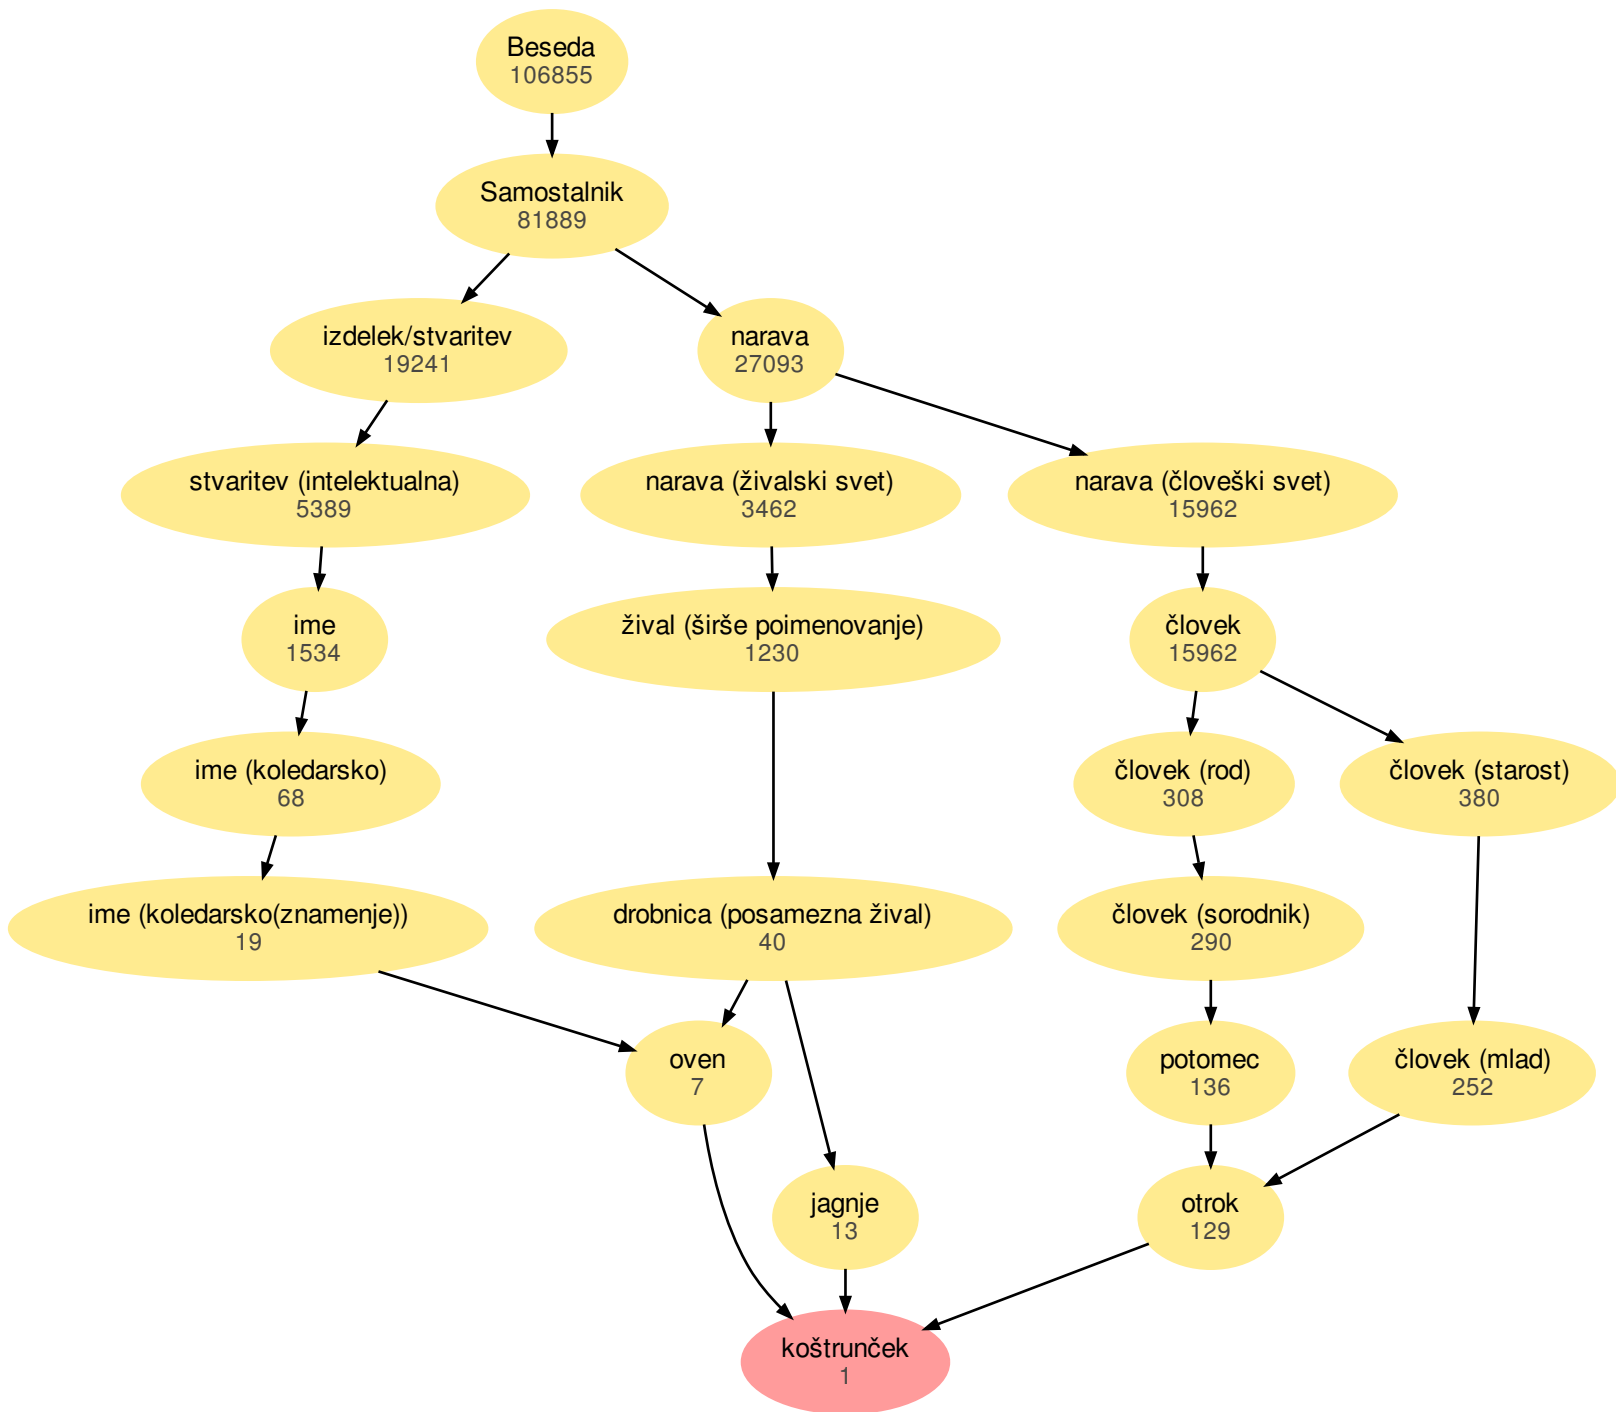 Beseda
106855
Samostalnik
81889
izdelek/stvaritev
19241
narava
27093
stvaritev (intelektualna)
5389
narava (živalski svet)
3462
narava (človeški svet)
15962
ime
1534
žival (širše poimenovanje)
1230
človek
15962
ime (koledarsko)
68
človek (rod)
308
človek (starost)
380
ime (koledarsko(znamenje))
19
drobnica (posamezna žival)
40
človek (sorodnik)
290
oven
7
potomec
136
človek (mlad)
252
jagnje
13
otrok
129
koštrunček
1